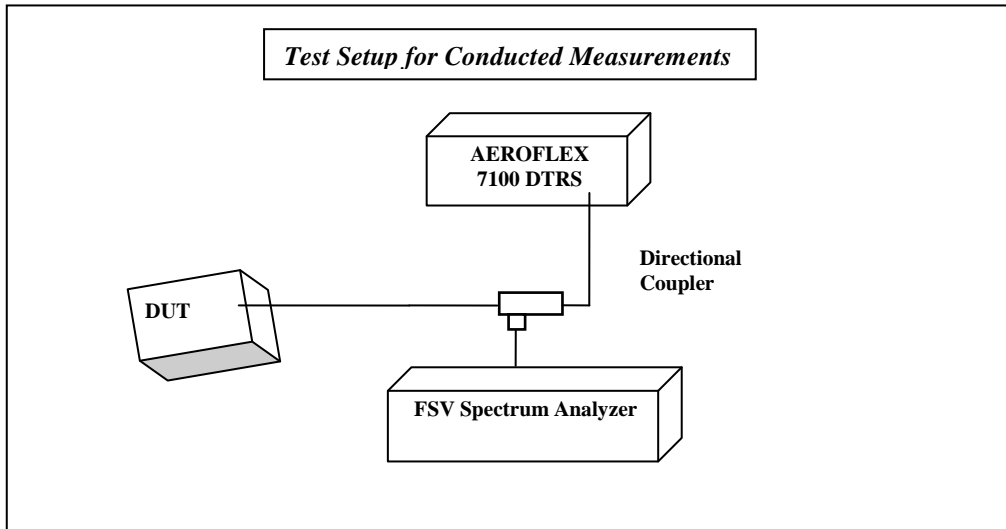 Test Setup for Conducted Measurements
AEROFLEX
7100 DTRS
Directional
Coupler
DUT
FSV Spectrum Analyzer